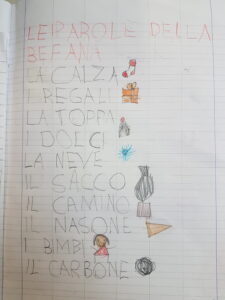 LE PAROLE DELLA
BEFANA
LA CALZA
I REGALI
LA TOPPA
I DOLCI
LA NEVE
IL SACCO
IL CAMINO
IL NASONE
I BIMBI
IL CARBONE